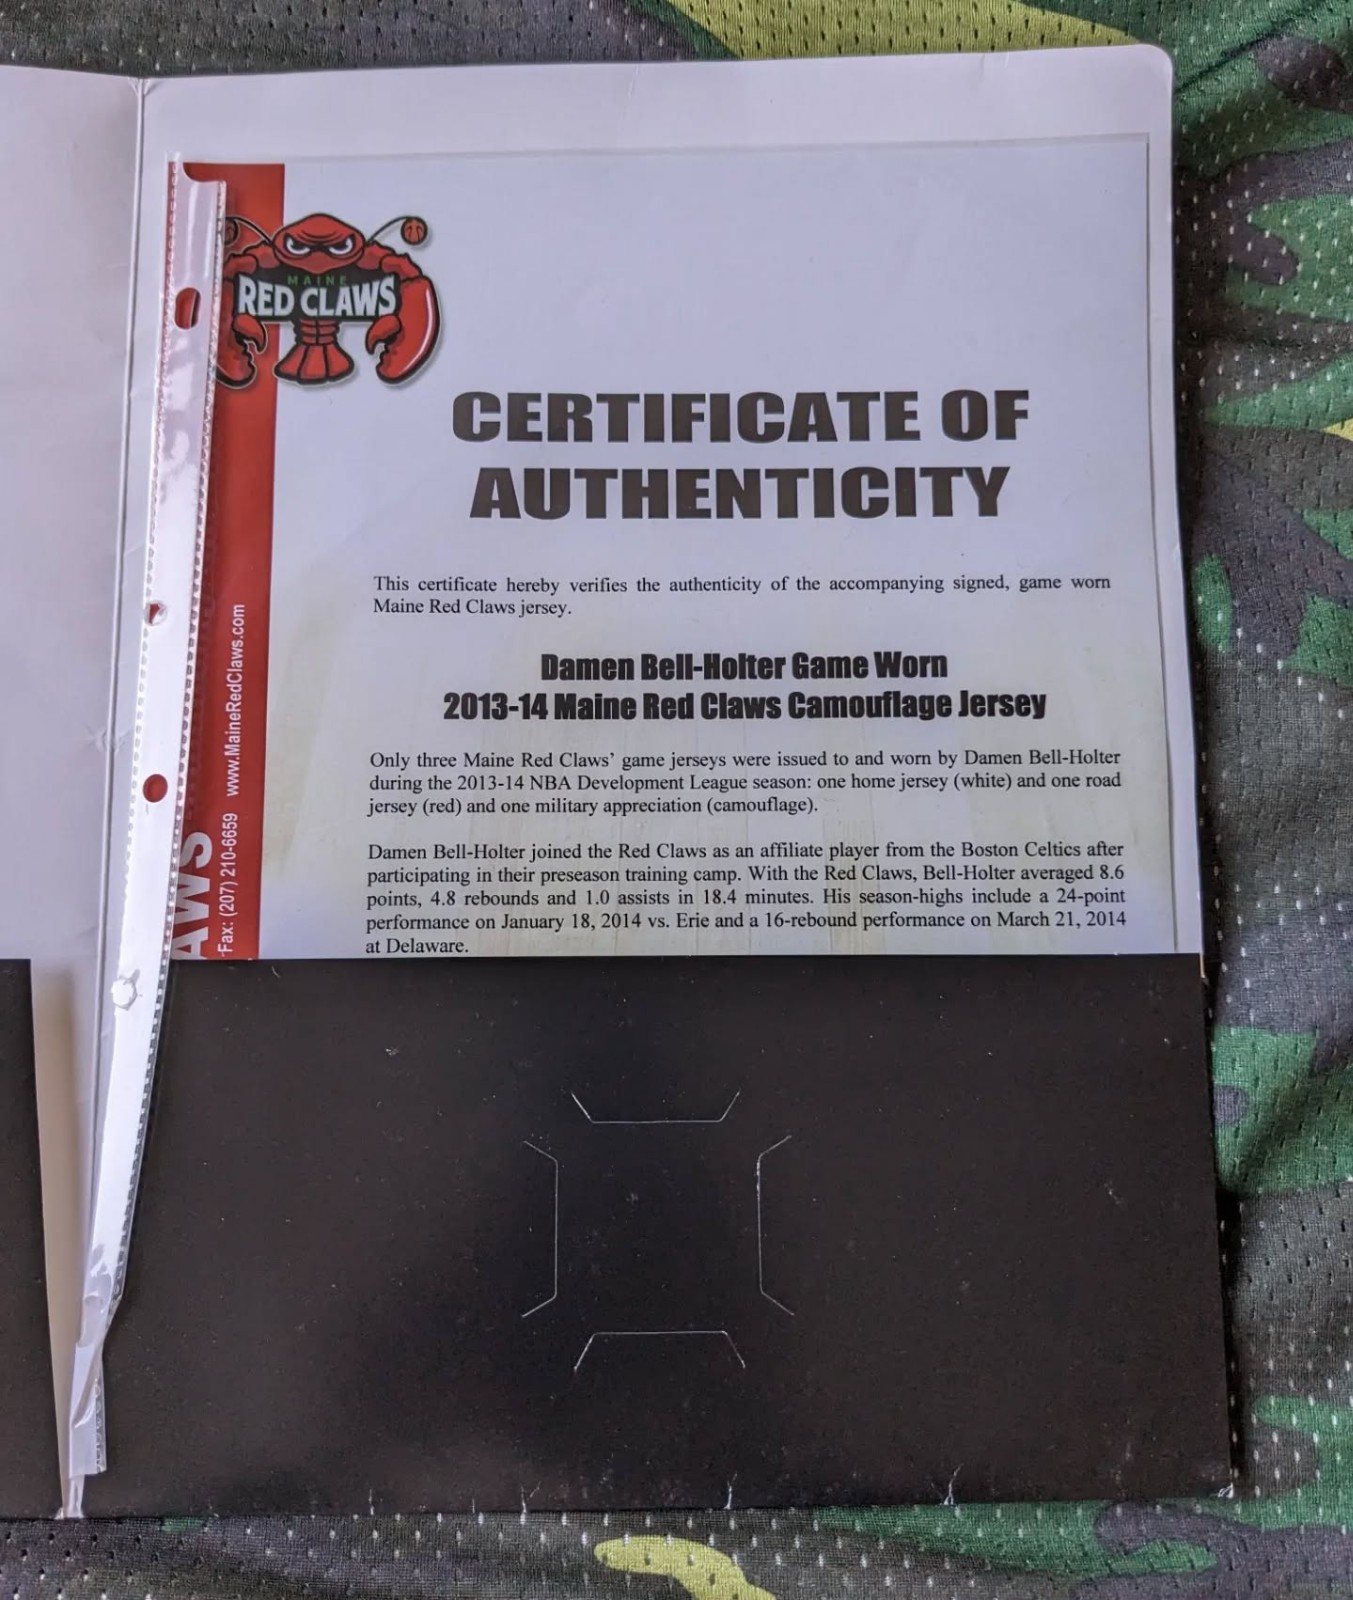 MAINE
RED CLAWS
CERTIFICATE OF
AUTHENTICITY
This certificate hereby verifies the authenticity of the accompanying signed, game worn
Maine Red Claws jersey.
Damen Bell-Holter Game Worn
2013-14 Maine Red Claws Camouflage Jersey
Only three Maine Red Claws’ game jerseys were issued to and worn by Damen Bell-Holter
during the 2013-14 NBA Development League season: one home jersey (white) and one road
jersey (red) and one military appreciation (camouflage).
Damen Bell-Holter joined the Red Claws as an affiliate player from the Boston Celtics after
participating in their preseason training camp. With the Red Claws, Bell-Holter averaged 8.6
points, 4.8 rebounds and 1.0 assists in 18.4 minutes. His season-highs include a 24-point
performance on January 18, 2014 vs. Erie and a 16-rebound performance on March 21, 2014
at Delaware.
AWS
Fax: (207) 210-6659 www.MaineRedClaws.com